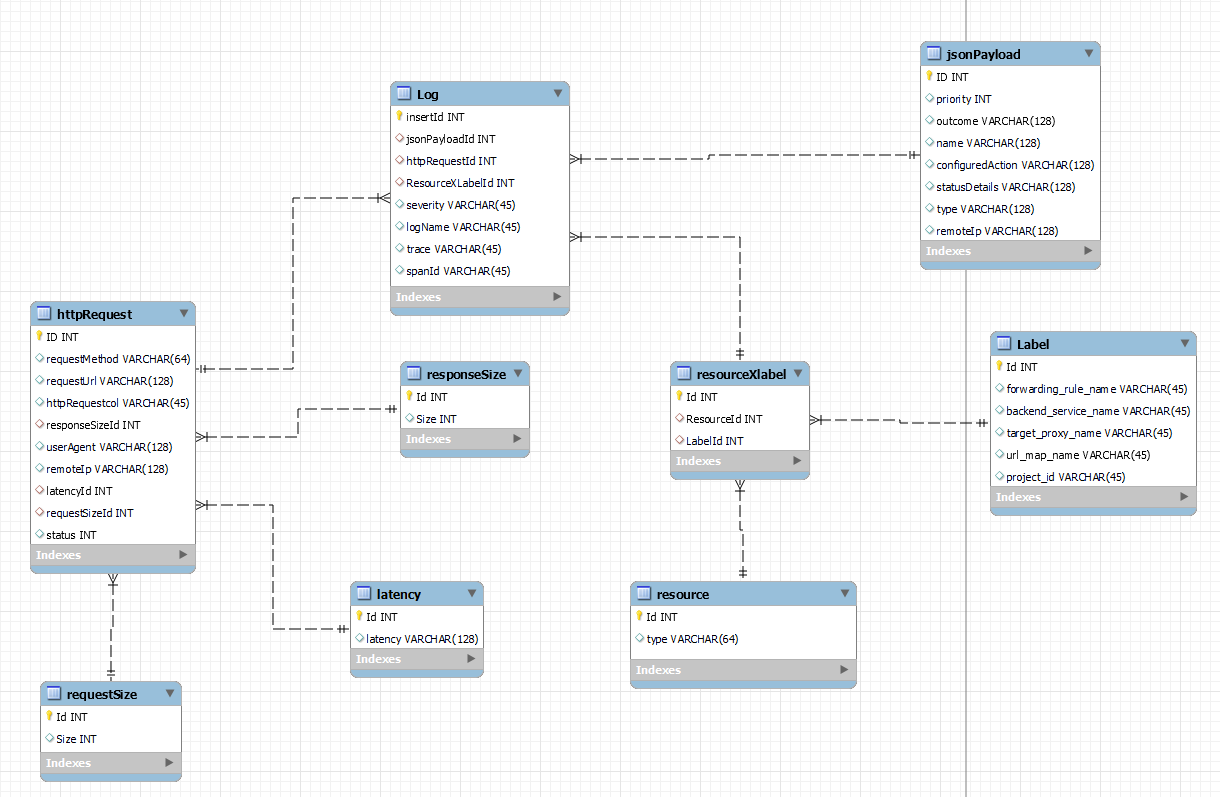 jsonPayload
ID INT
priority INT
outcome VARCHAR(128)
name VARCHAR(128)
configuredAction VARCHAR(128)
statusDetails VARCHAR(128)
type VARCHAR(128)
remoteIp VARCHAR(128)
Indexes
Log
insertId INT
jsonPayloadId INT
httpRequestId INT
ResourceXLabelId INT
severity VARCHAR(45)
logName VARCHAR(45)
trace VARCHAR(45)
spanId VARCHAR(45)
Indexes
httpRequest
ID INT
requestMethod VARCHAR(64)
requestUrl VARCHAR(128)
httpRequestcol VARCHAR(45)
responseSizeId INT
userAgent VARCHAR(128)
remoteIp VARCHAR(128)
latencyId INT
requestSizeId INT
status INT
Indexes
responseSize
Id INT
Size INT
Indexes
resourceXlabel
Id INT
ResourceId INT
LabelId INT
Indexes
Label
Id INT
forwarding_rule_name VARCHAR(45)
backend_service_name VARCHAR(45)
target_proxy_name VARCHAR(45)
url_map_name VARCHAR(45)
project_id VARCHAR(45)
Indexes
latency
Id INT
latency VARCHAR(128)
Indexes
resource
Id INT
type VARCHAR(64)
Indexes
requestSize
Id INT
Size INT
Indexes